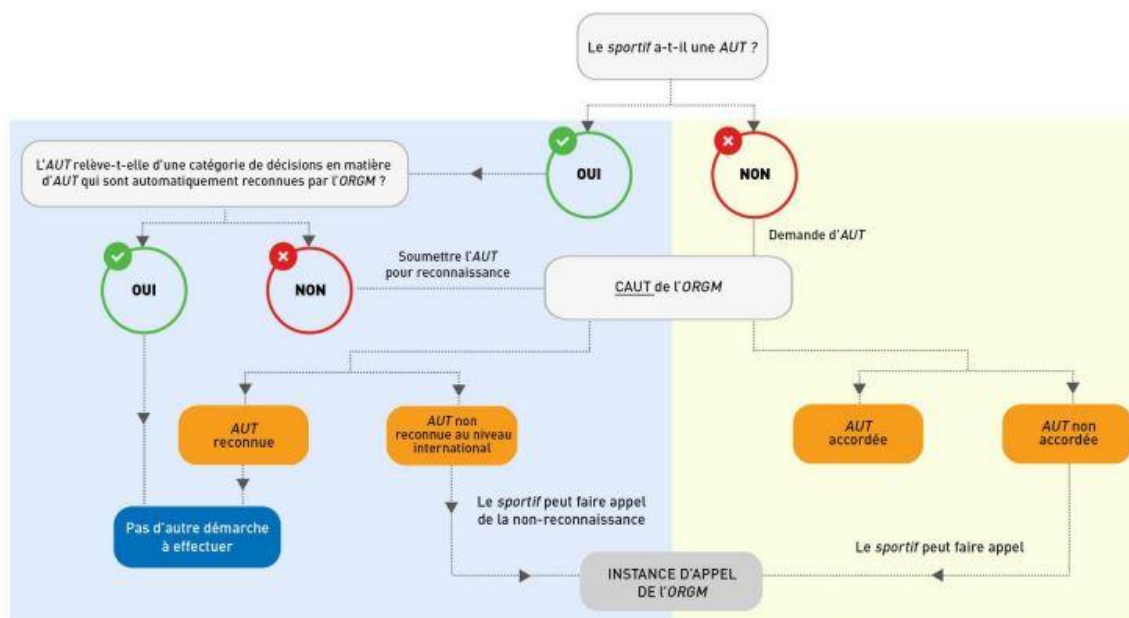 Le sportif a-t-il une AUT ?
OUI
NON
L'AUT relève-t-elle d'une catégorie de décisions en matière
d'AUT qui sont automatiquement reconnues par l'ORGM ?
OUI
NON
Soumettre l'AUT
pour reconnaissance
Demande d'AUT
CAUT de l'ORGM
AUT
reconnue
AUT non
reconnue au niveau
international
AUT
accordée
AUT non
accordée
Pas d'autre démarche
à effectuer
Le sportif peut faire appel
de la non-reconnaissance
Le sportif peut faire appel
INSTANCE D'APPEL
DE L'ORGM